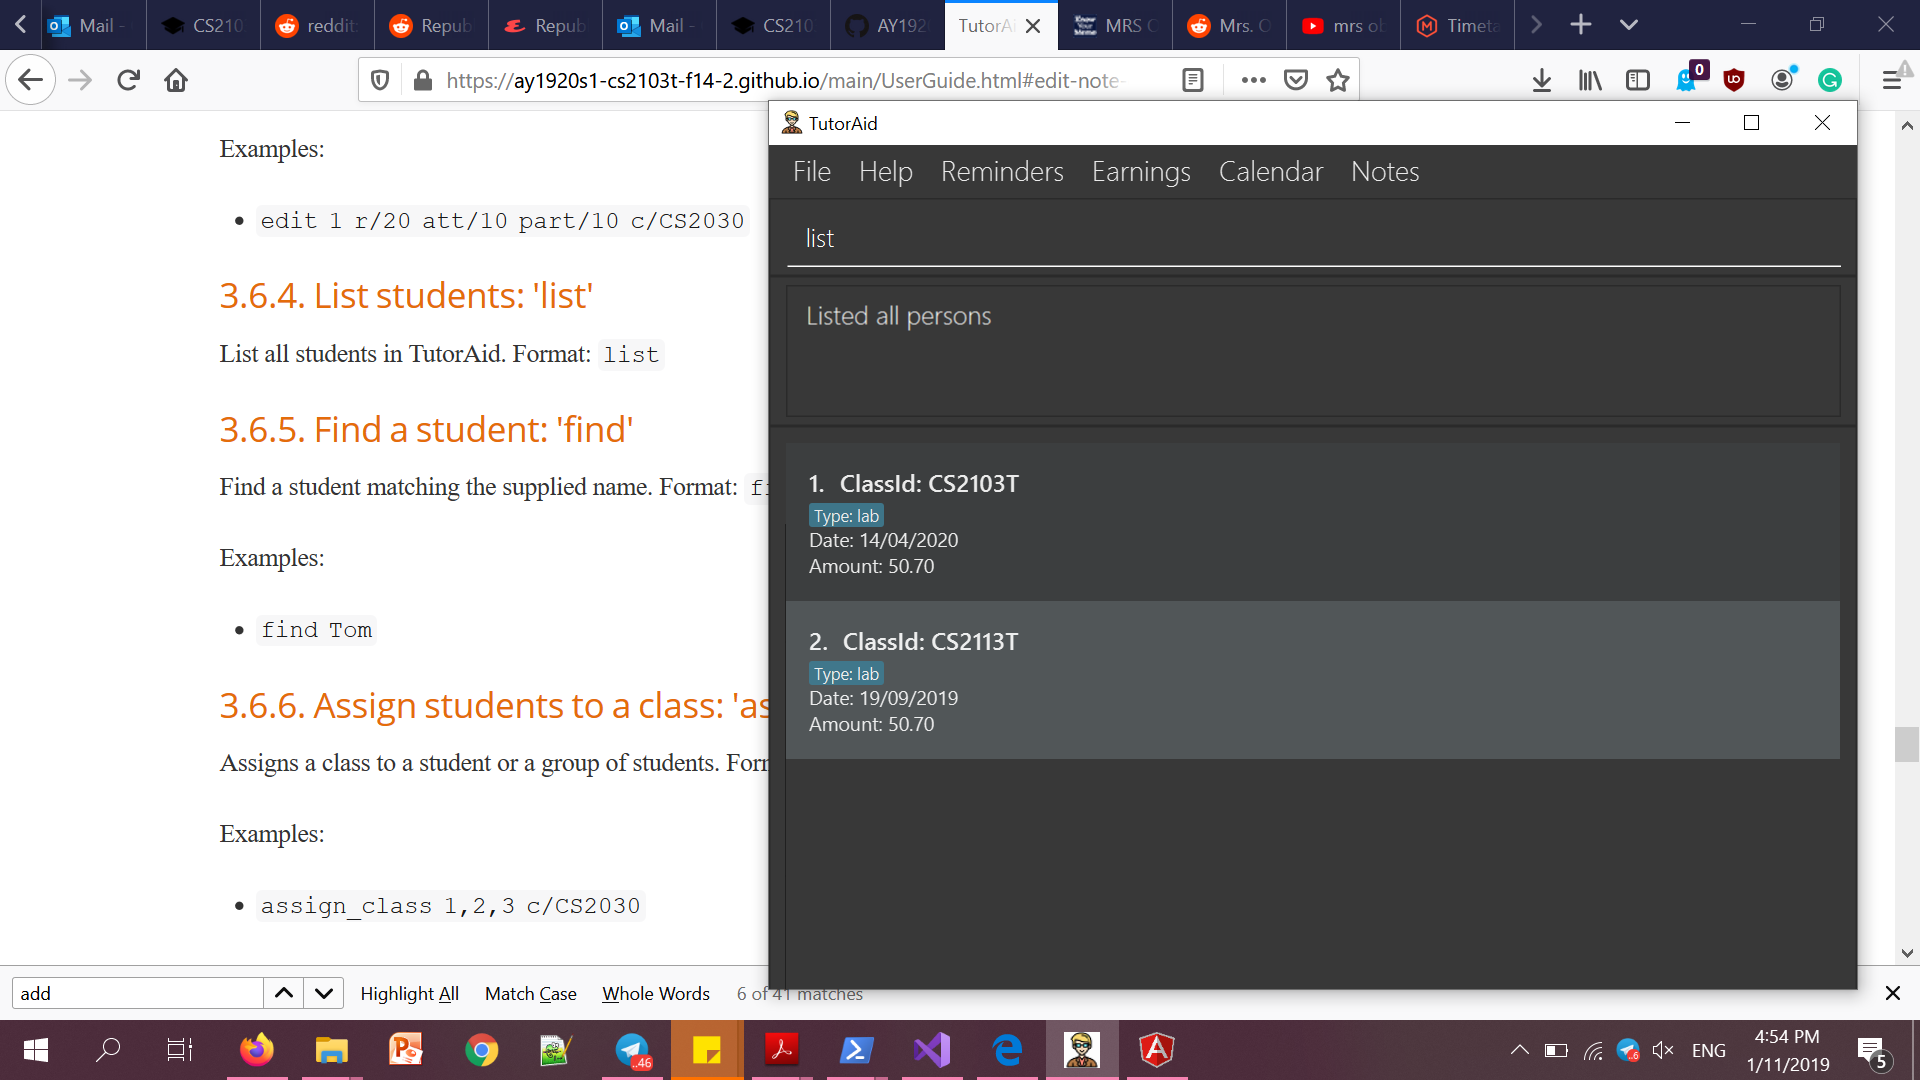 Mail -
CS210
reddit:
Repub
Repub
Mail -
CS210
AY192
TutorAi
MRS O
Mrs. O
mrs ob
Timeta
https://ay1920s1-cs2103t-f14-2.github.io/main/UserGuide.html#edit-note-
0
Examples:
edit 1 r/20 att/10 part/10 c/CS2030
3.6.4. List students: 'list'
List all students in TutorAid. Format: list
3.6.5. Find a student: 'find'
Find a student matching the supplied name. Format: fi
Examples:
find Tom
3.6.6. Assign students to a class: 'as
Assigns a class to a student or a group of students. Form
Examples:
assign_class 1,2,3 c/CS2030
TutorAid
File Help Reminders Earnings Calendar Notes
list
Listed all persons
1. ClassId: CS2103T
Type: lab
Date: 14/04/2020
Amount: 50.70
2. ClassId: CS2113T
Type: lab
Date: 19/09/2019
Amount: 50.70
add
Highlight All Match Case Whole Words 6 of 41 matches
..46
..6
ENG
4:54 PM
1/11/2019
5